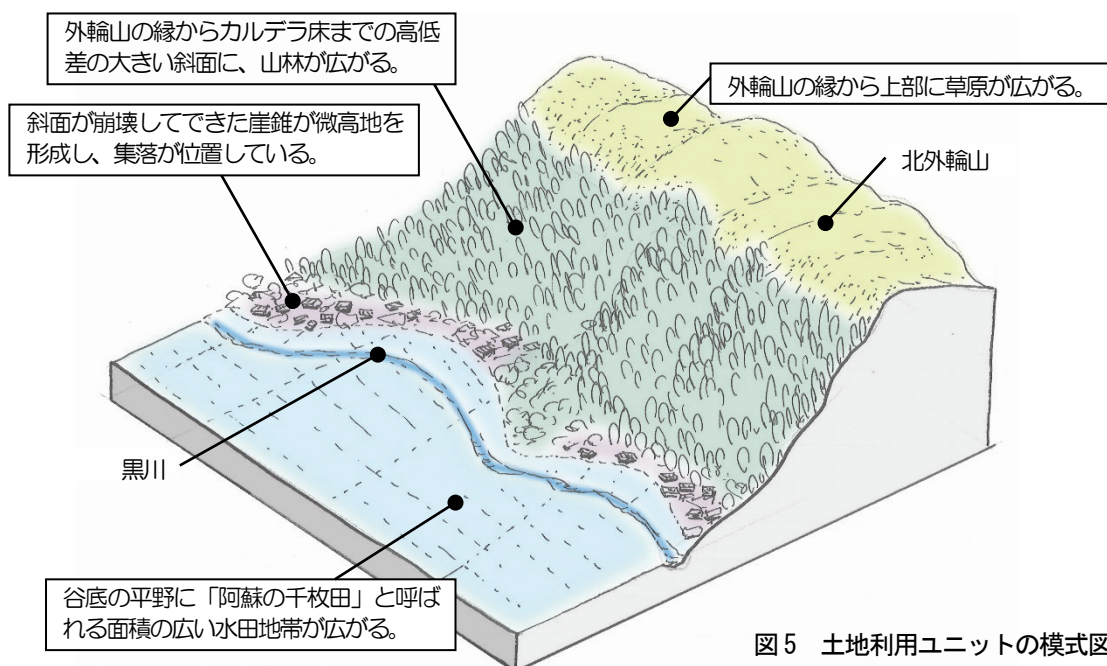 外輪山の縁からカルデラ床までの高低
差の大きい斜面に、山林が広がる。
外輪山の縁から上部に草原が広がる。
斜面が崩壊してできた崖錐が微高地を
形成し、集落が位置している。
北外輪山
黒川
谷底の平野に「阿蘇の千枚田」と呼ば
れる面積の広い水田地帯が広がる。
図5 土地利用ユニットの模式図